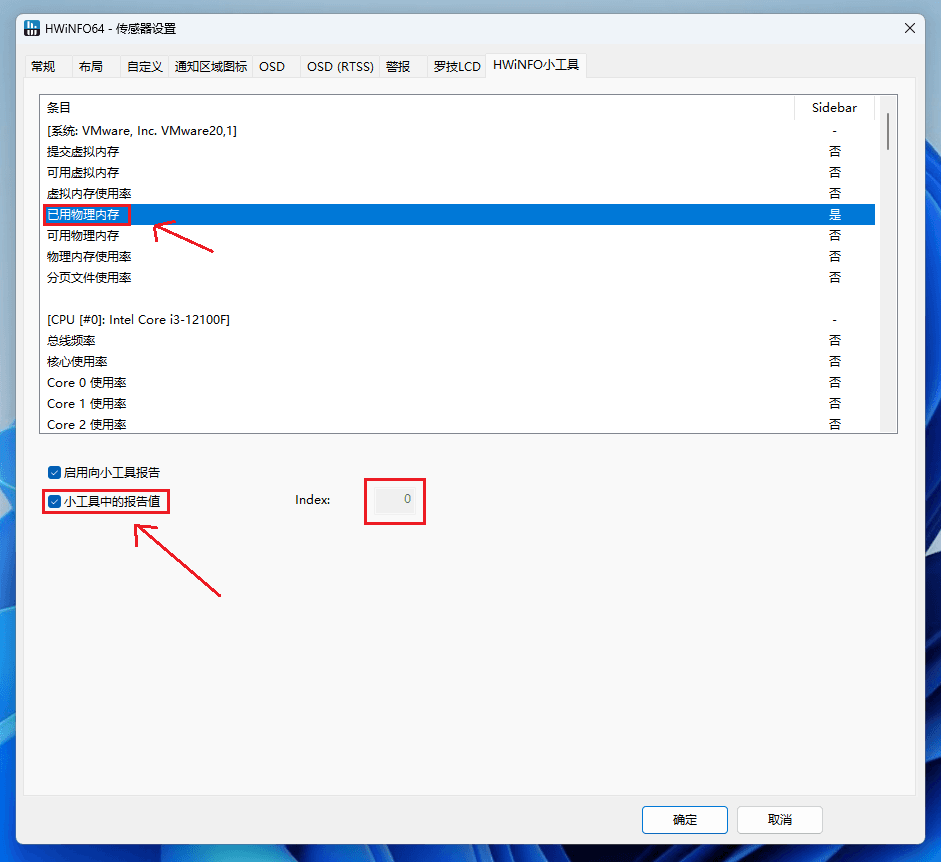 HWiNFO64 - 传感器设置
常规 布局 自定义 通知区域图标 OSD OSD (RTSS) 警报 罗技LCD HWiNFO小工具
条目 Sidebar
[系统: VMware, Inc. VMware20,1] -
提交虚拟内存 否
可用虚拟内存 否
虚拟内存使用率 否
已用物理内存 是
可用物理内存 否
物理内存使用率 否
分页文件使用率 否
[CPU [#0]: Intel Core i3-12100F] -
总线频率 否
核心使用率 否
Core 0 使用率 否
Core 1 使用率 否
Core 2 使用率 否
启用向小工具报告
小工具中的报告值 Index: 0
确定 取消